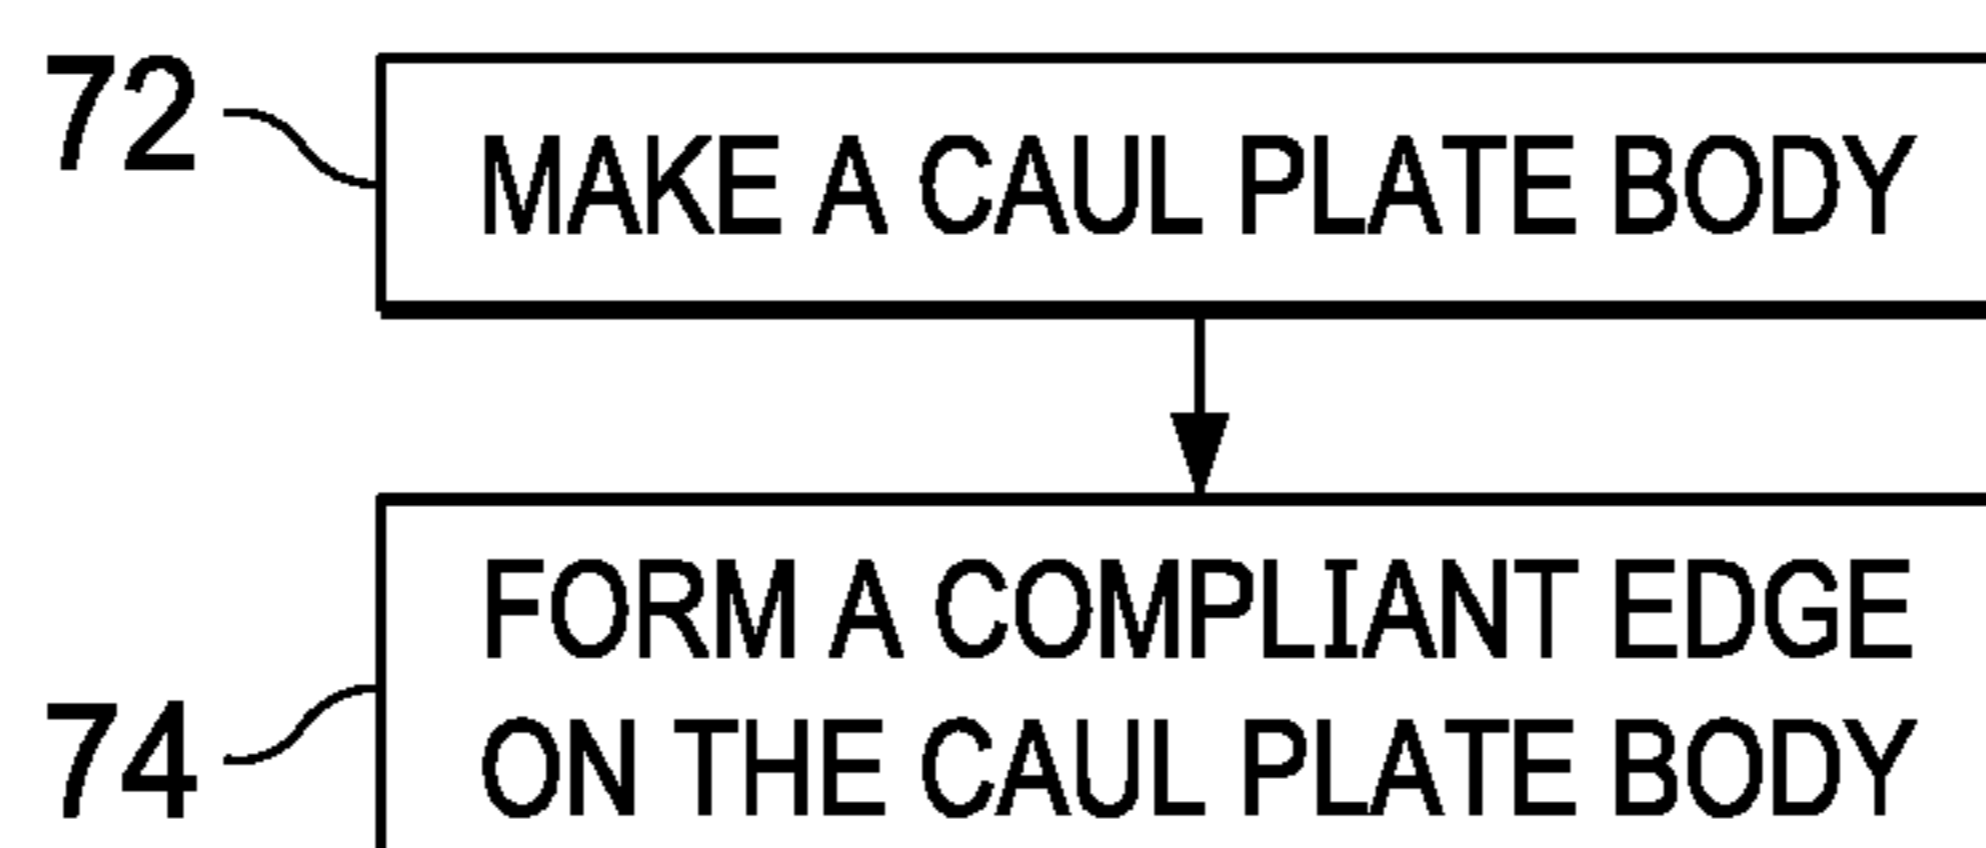 72
MAKE A CAUL PLATE BODY
74
FORM A COMPLIANT EDGE
ON THE CAUL PLATE BODY